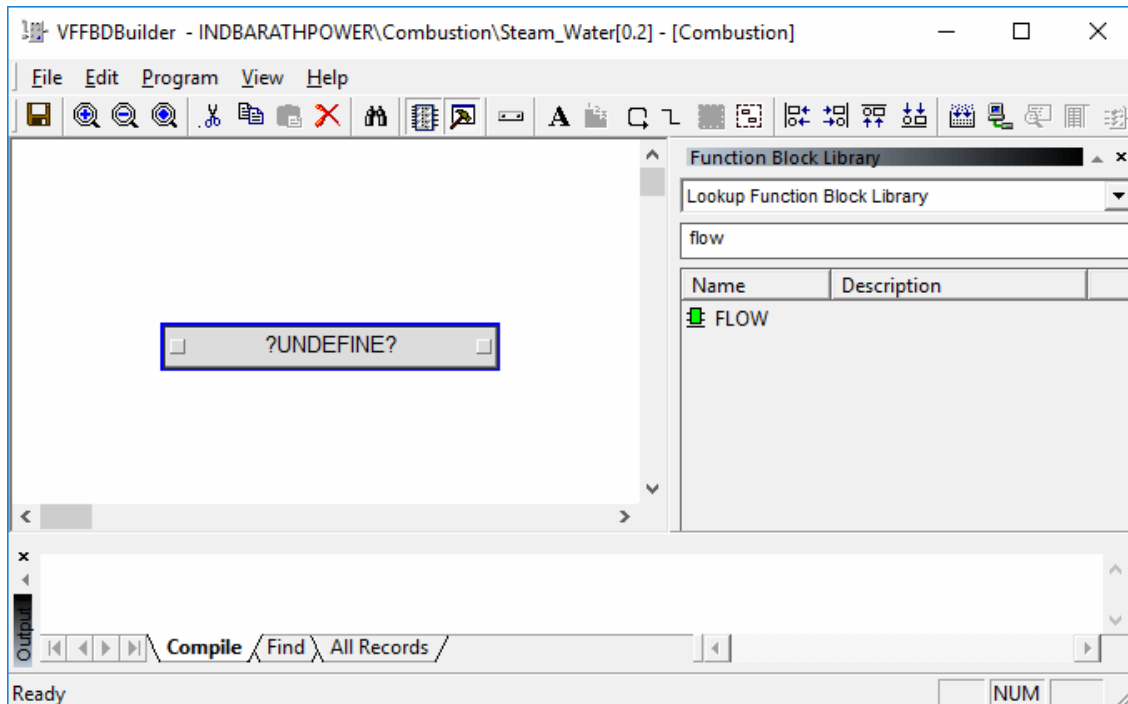 VFFBDBuilder - INDBARATHPOWER\Combustion\Steam_Water[0.2] - [Combustion]
File Edit Program View Help
A
Function Block Library
Lookup Function Block Library
flow
Name Description
FLOW
?UNDEFINE?
Output
Compile Find All Records
Ready NUM